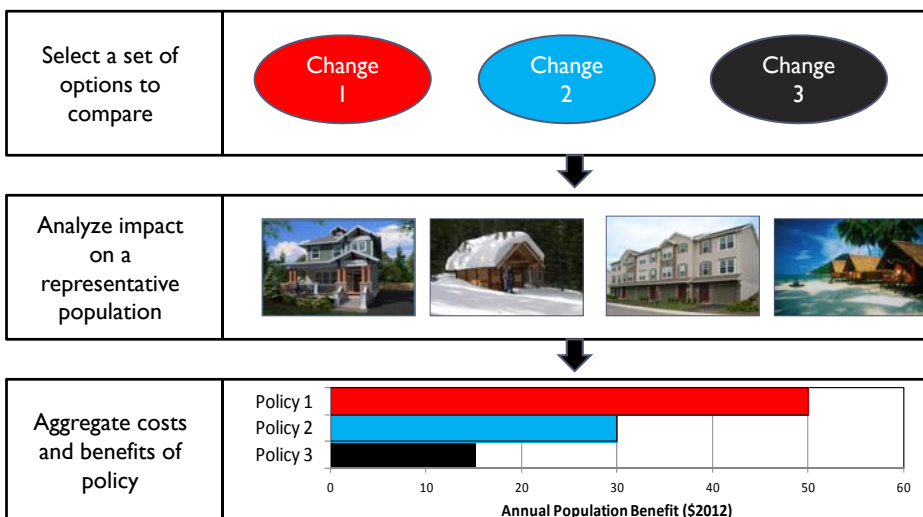 Select a set of
options to
compare
Change
1
Change
2
Change
3
Analyze impact
on a
representative
population
Aggregate costs
and benefits of
policy
Policy 1
Policy 2
Policy 3
0 10 20 30 40 50 60
Annual Population Benefit ($2012)